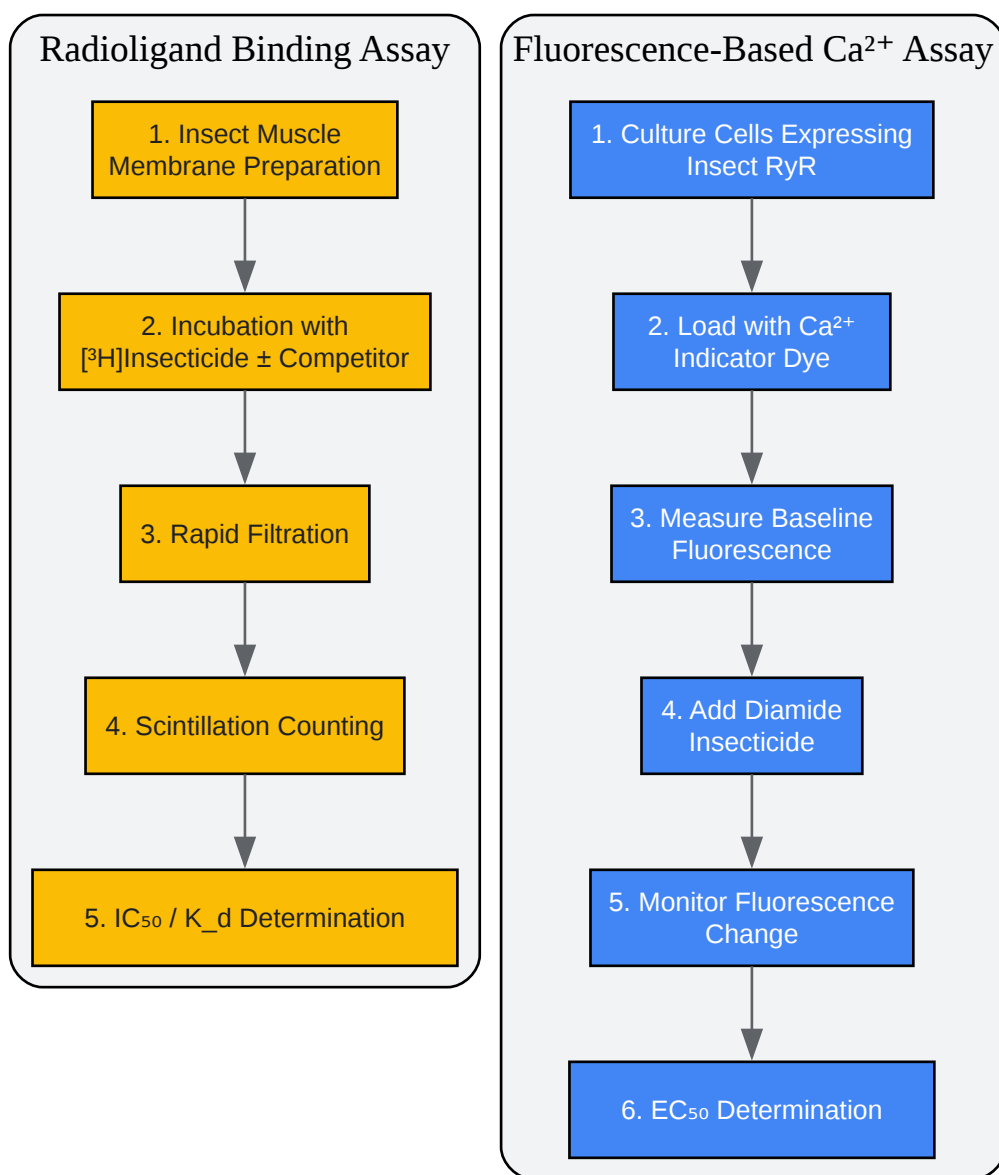 Radioligand Binding Assay
1. Insect Muscle
Membrane Preparation
2. Incubation with
[³H]Insecticide ± Competitor
3. Rapid Filtration
4. Scintillation Counting
5. IC₅₀ / K_d Determination
Fluorescence-Based Ca²⁺ Assay
1. Culture Cells Expressing
Insect RyR
2. Load with Ca²⁺
Indicator Dye
3. Measure Baseline
Fluorescence
4. Add Diamide
Insecticide
5. Monitor Fluorescence
Change
6. EC₅₀ Determination